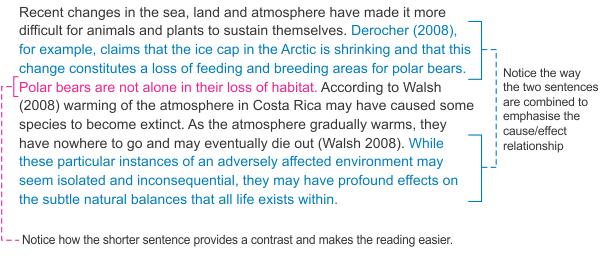 Recent changes in the sea, land and atmosphere have made it more
difficult for animals and plants to sustain themselves. Derocher (2008),
for example, claims that the ice cap in the Arctic is shrinking and that this
change constitutes a loss of feeding and breeding areas for polar bears.
Polar bears are not alone in their loss of habitat. According to Walsh
(2008) warming of the atmosphere in Costa Rica may have caused some
species to become extinct. As the atmosphere gradually warms, they
have nowhere to go and may eventually die out (Walsh 2008). While
these particular instances of an adversely affected environment may
seem isolated and inconsequential, they may have profound effects on
the subtle natural balances that all life exists within.
Notice the way
the two sentences
are combined to
emphasise the
cause/effect
relationship
Notice how the shorter sentence provides a contrast and makes the reading easier.